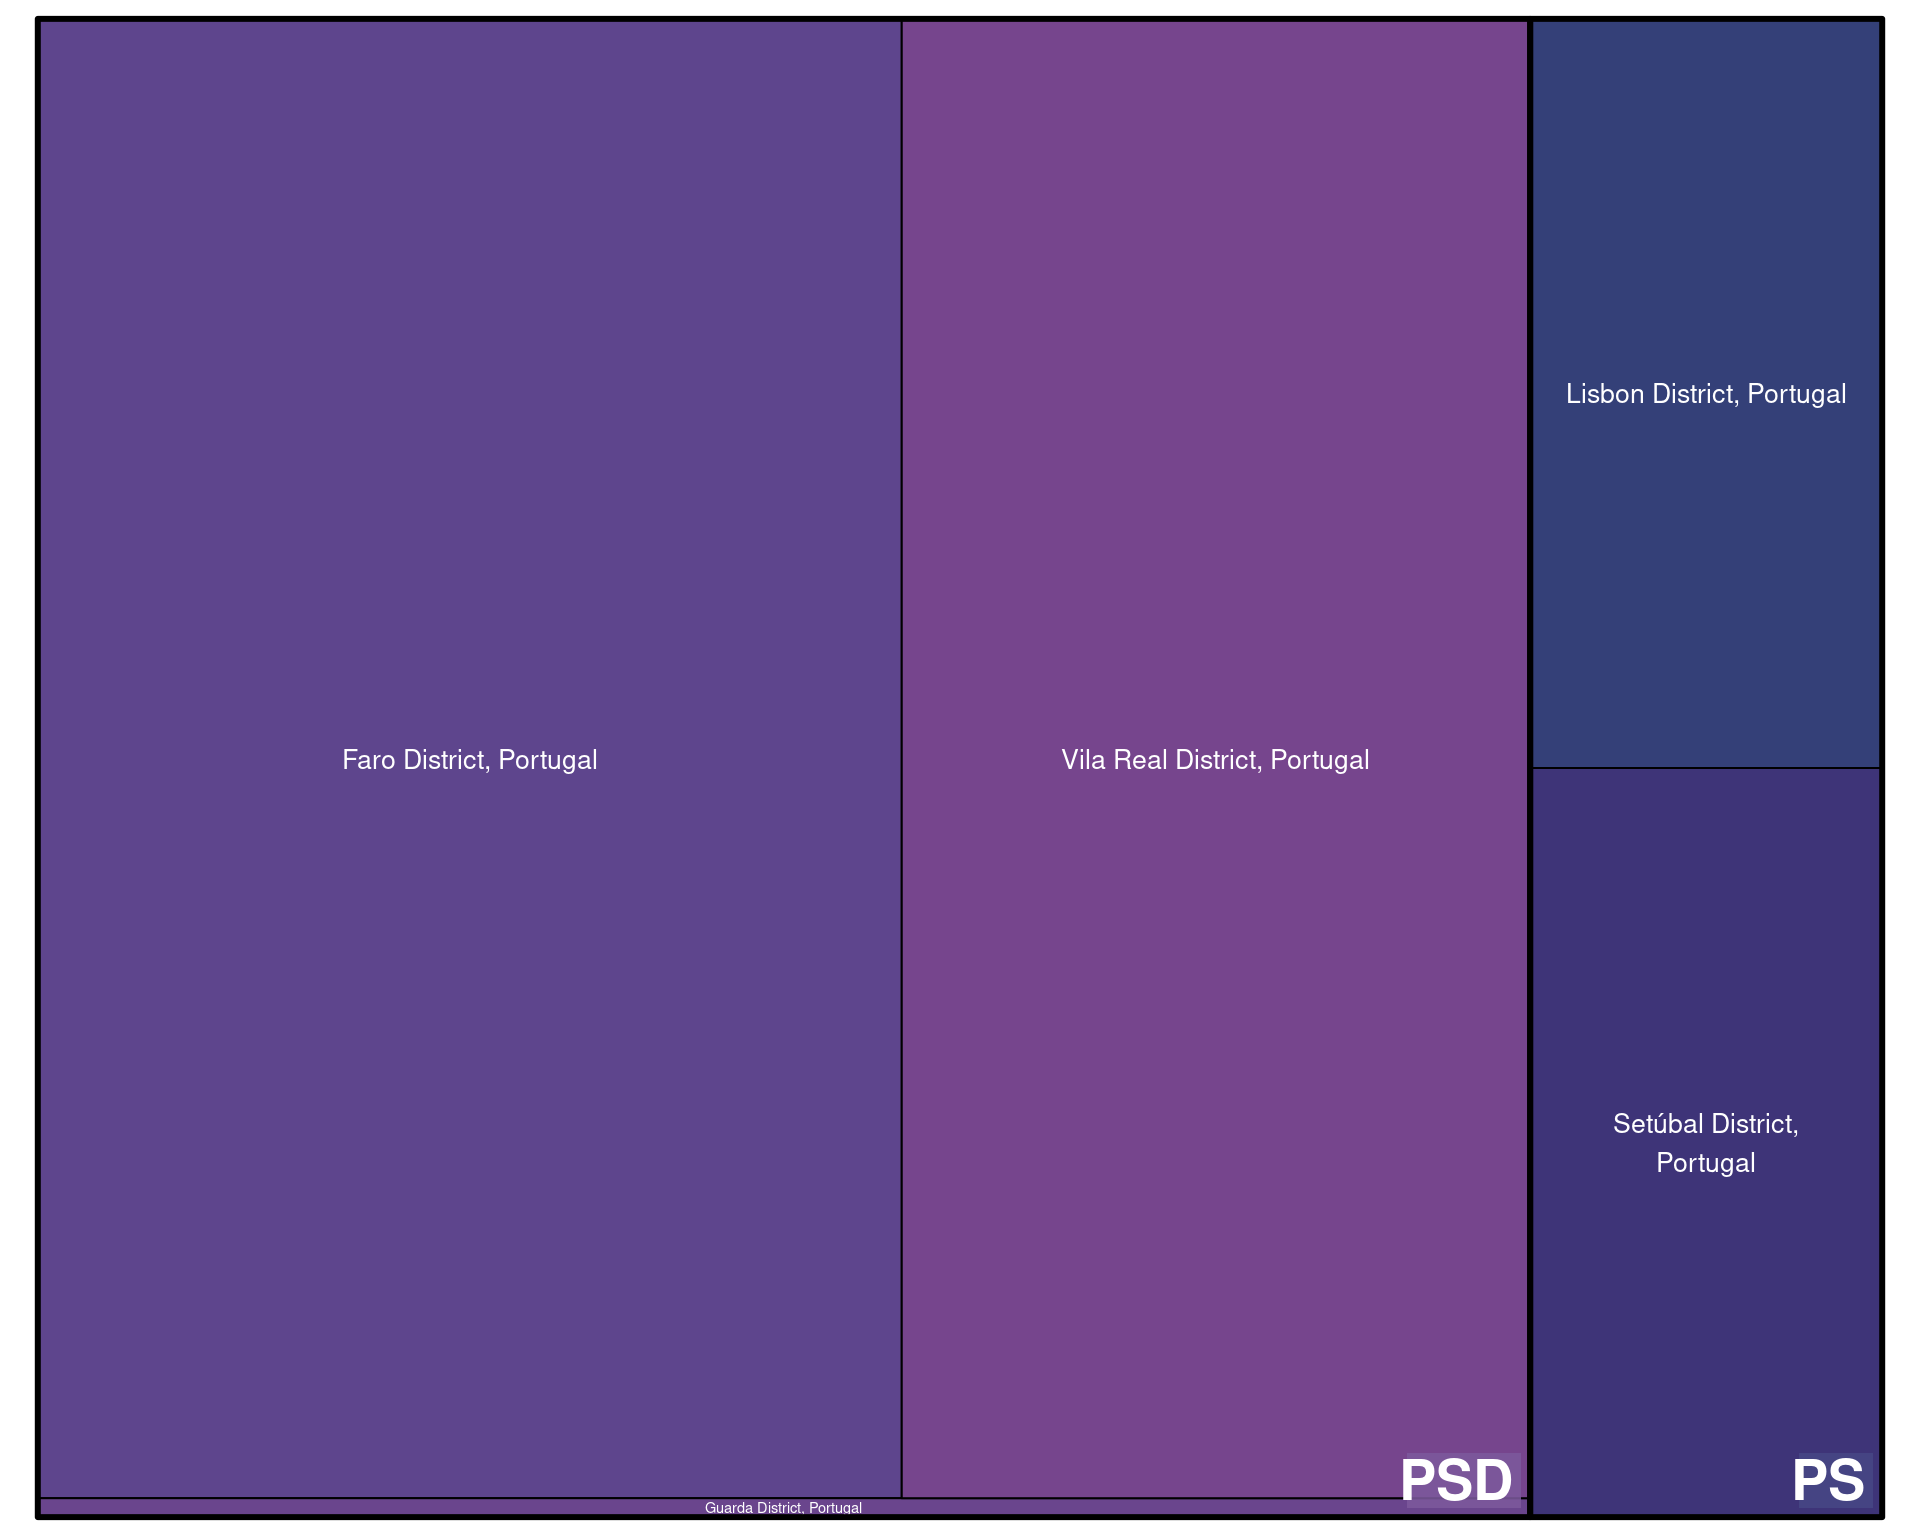 Lisbon District, Portugal
Faro District, Portugal
Vila Real District, Portugal
Setúbal District,
Portugal
PSD
PS
Guarda District, Portugal